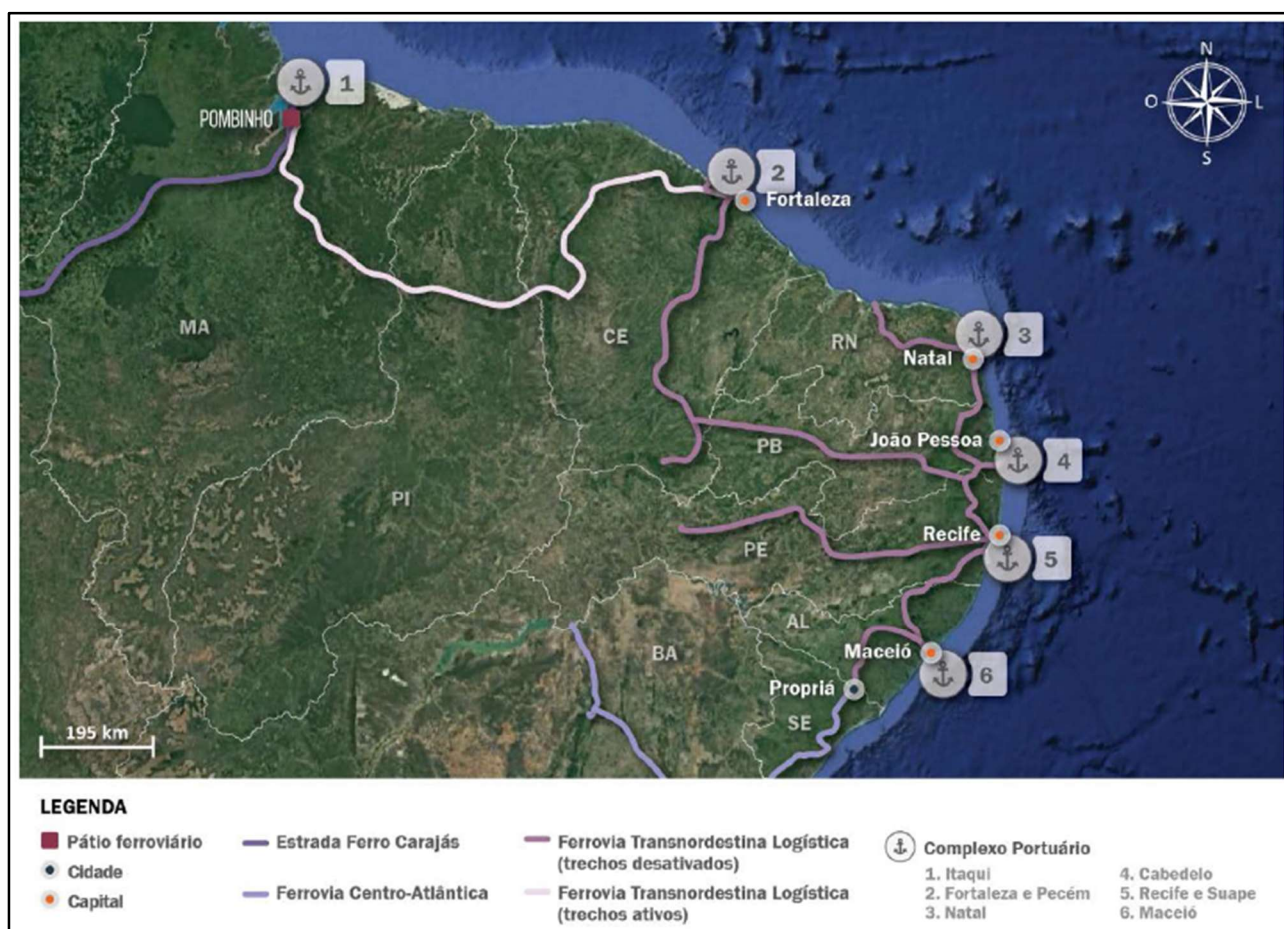 N
O
L
S
1
POMBINHO
2
Fortaleza
MA
CE
RN
3
Natal
João Pessoa
PB
4
PI
Recife
PE
5
AL
BA
Maceió
6
Propriá
SE
195 km
LEGENDA
Pátio ferroviário
Cidade
Capital
Estrada Ferro Carajás
Ferrovia Centro-Atlântica
Ferrovia Transnordestina Logística
(trechos desativados)
Ferrovia Transnordestina Logística
(trechos ativos)
Complexo Portuário
1. Itaqui
2. Fortaleza e Pecém
3. Natal
4. Cabedelo
5. Recife e Suape
6. Maceió